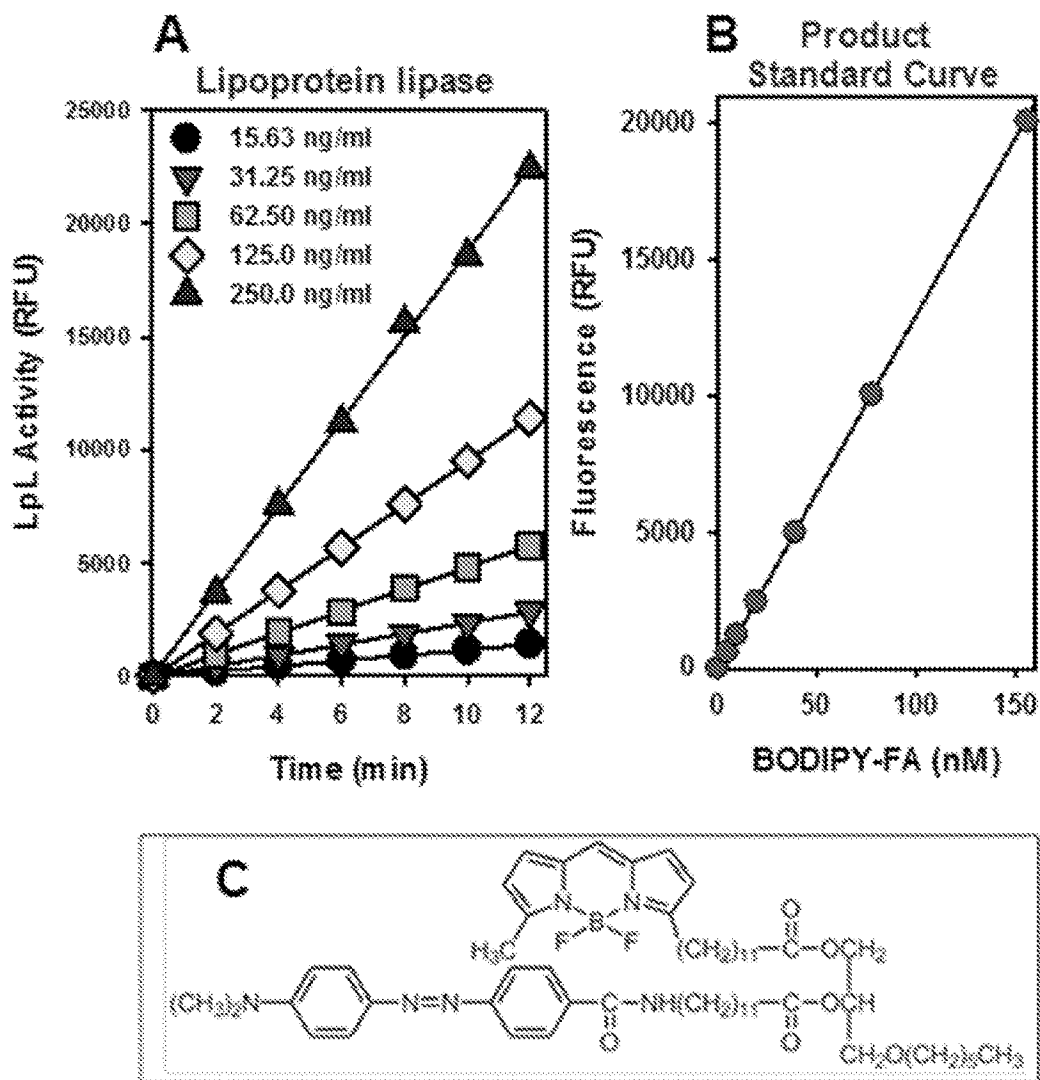 A
Lipoprotein lipase
25000
20000
15000
10000
5000
0
LpL Activity (RFU)
15.63 ng/ml
31.25 ng/ml
62.50 ng/ml
125.0 ng/ml
250.0 ng/ml
0 2 4 6 8 10 12
Time (min)
B
Product
Standard Curve
20000
15000
10000
5000
0
Fluorescence (RFU)
0 50 100 150
BODIPY-FA (nM)
C
N N
B
F F
H₃C
O
(CH₂)₁₁ C OCH₂
(CH₃)₂N N=N C NH(CH₂)₁₁ C OCH
O O
CH₂O(CH₂)₅CH₃